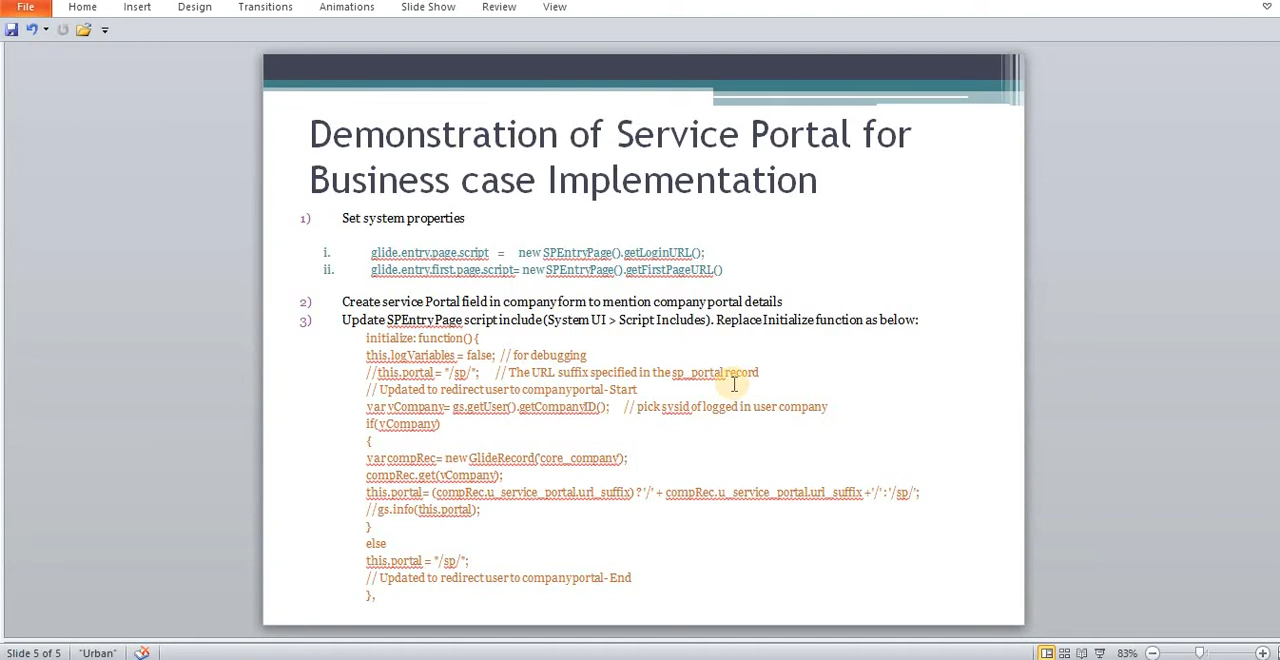 File Home Insert Design Transitions Animations Slide Show Review View
Demonstration of Service Portal for
Business case Implementation
1) Set system properties
i. glide.entry.page.script = new SPEntryPage().getLoginURL();
ii. glide.entry.first.page.script= new SPEntryPage().getFirstPageURL()
2) Create service Portal field in company form to mention company portal details
3) Update SPEntryPage script include (System UI > Script Includes). Replace Initialize function as below:
initialize: function() {
this.logVariables = false; // for debugging
//this.portal = "/sp/"; // The URL suffix specified in the sp_portal record
// Updated to redirect user to company portal - Start
var vCompany= gs.getUser().getCompanyID(); // pick sysid of logged in user company
if(vCompany)
{
var compRec= new GlideRecord('core_company');
compRec.get(vCompany);
this.portal= (compRec.u_service_portal.url_suffix) ? '/' + compRec.u_service_portal.url_suffix +'/' : '/sp/';
//gs.info(this.portal);
}
else
this.portal = "/sp/";
// Updated to redirect user to company portal - End
},
Slide 5 of 5 "Urban" 83%